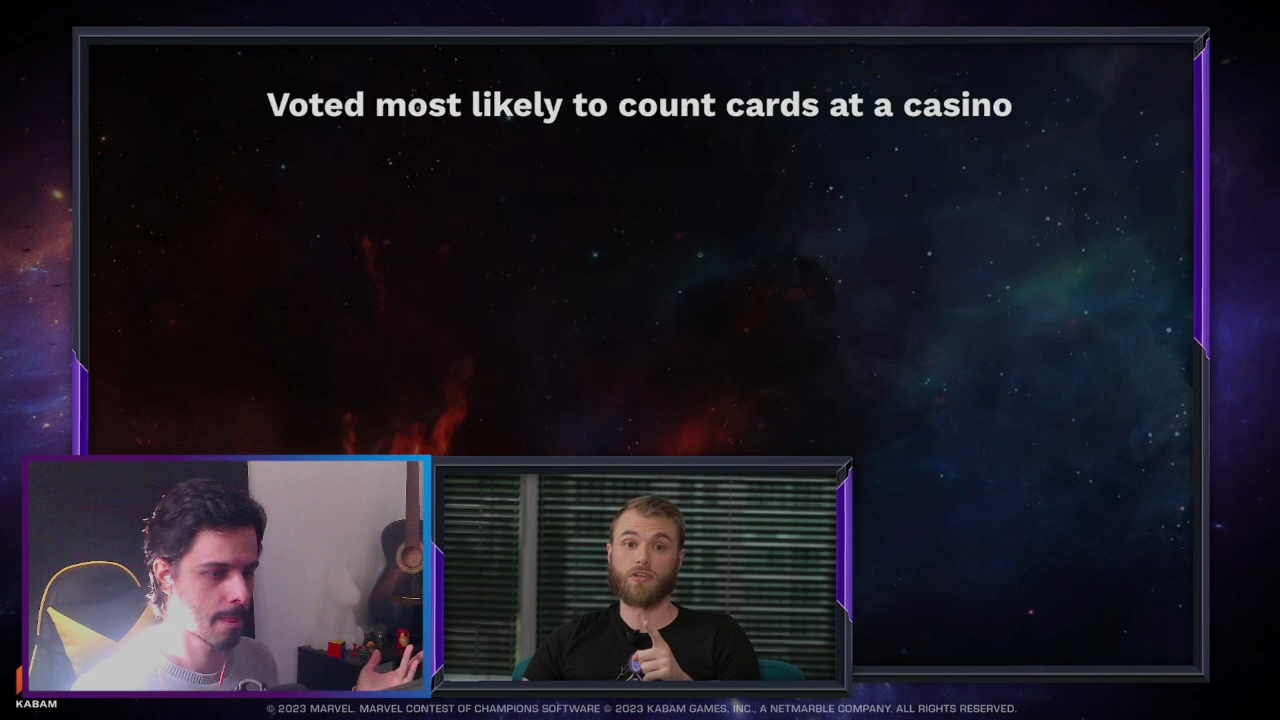 Voted most likely to count cards at a casino
KABAM
© 2023 MARVEL. MARVEL CONTEST OF CHAMPIONS SOFTWARE © 2023 KABAM GAMES, INC., A NETMARBLE COMPANY. ALL RIGHTS RESERVED.